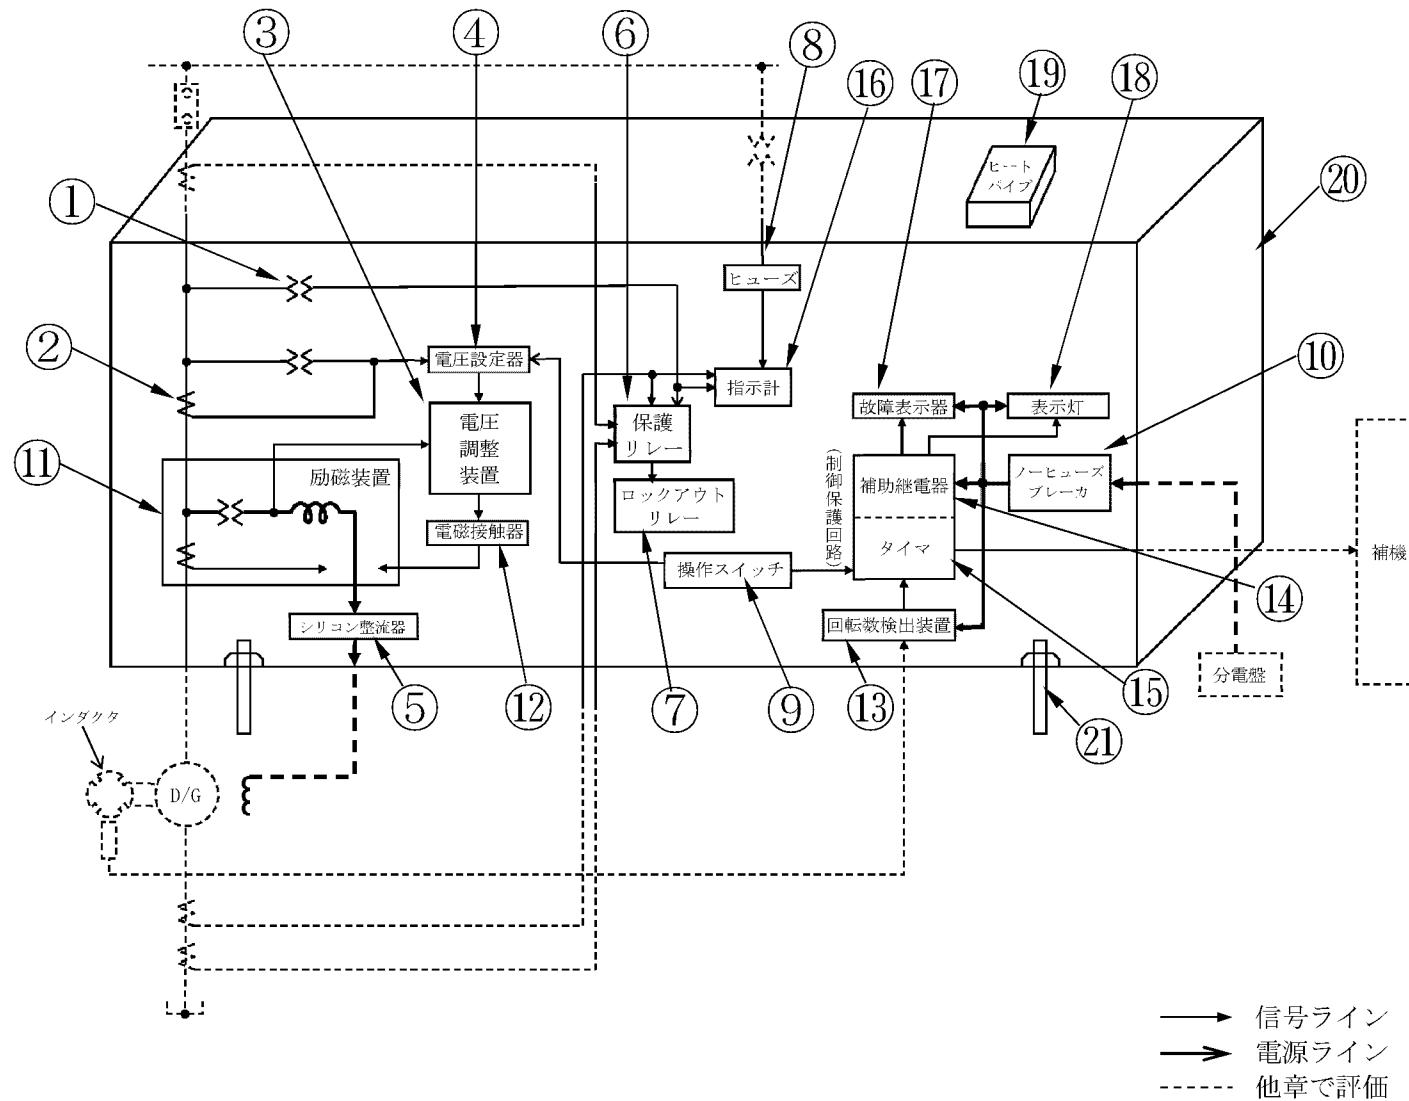 ③
④
⑥
⑧
⑯
⑰
⑲
⑱
ヒート
パイプ
①
⑳
ヒューズ
②
電圧設定器
指示計
⑩
故障表示器
表示灯
電圧
調整
装置
保護
リレー
⑪
励磁装置
(制御保護回路)
補助継電器
ノーヒューズ
ブレーカ
ロックアウト
リレー
電磁接触器
タイマ
補機
操作スイッチ
⑭
シリコン整流器
回転数検出装置
分電盤
⑤
⑫
⑦
⑨
⑬
⑮
㉑
インダクタ
D/G
信号ライン
電源ライン
他章で評価